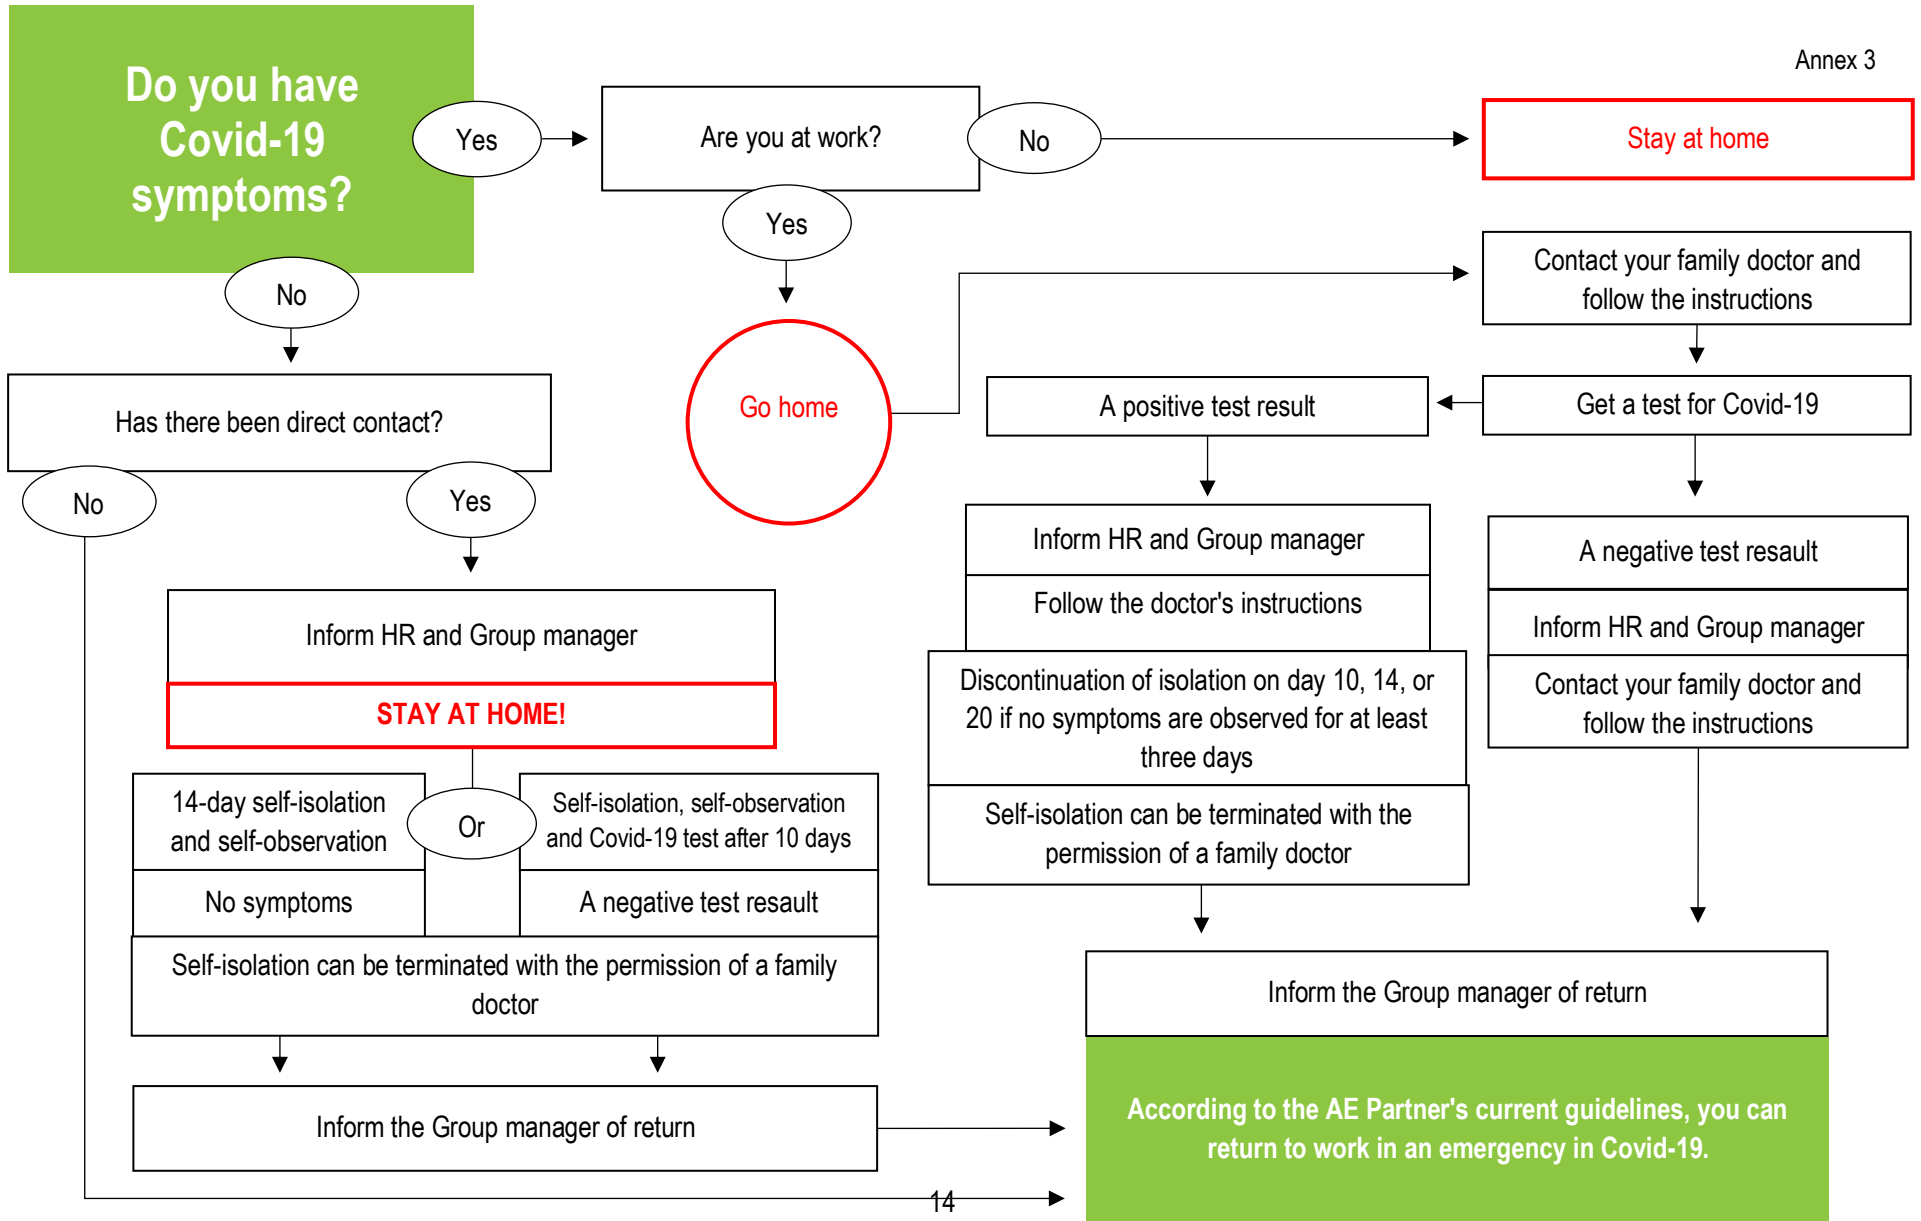 Annex 3
Do you have
Covid-19
symptoms?
Yes
Are you at work?
No
Stay at home
Yes
No
Contact your family doctor and
follow the instructions
Go home
A positive test result
Get a test for Covid-19
Has there been direct contact?
No
Yes
Inform HR and Group manager
Follow the doctor's instructions
Discontinuation of isolation on day 10, 14, or
20 if no symptoms are observed for at least
three days
Self-isolation can be terminated with the
permission of a family doctor
A negative test resault
Inform HR and Group manager
Contact your family doctor and
follow the instructions
Inform HR and Group manager
STAY AT HOME!
14-day self-isolation
and self-observation
Or
Self-isolation, self-observation
and Covid-19 test after 10 days
No symptoms
A negative test resault
Self-isolation can be terminated with the permission of a family
doctor
Inform the Group manager of return
Inform the Group manager of return
According to the AE Partner's current guidelines, you can
return to work in an emergency in Covid-19.
14